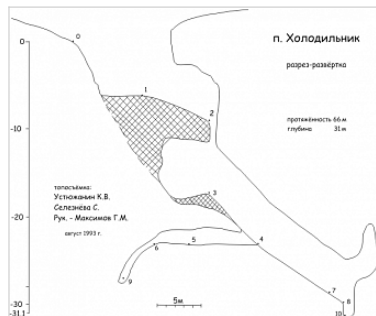 п. Холодильник
разрез-развёртка
протяжённость 66 м
глубина 31 м
0
0
1
2
-10
3
топосъёмка:
Устюжанин К.В.
Селезнёва С.
Рук. - Максимов Г.М.
август 1993 г.
-20
6
5
4
9
7
8
-30
-31.1
10
5м